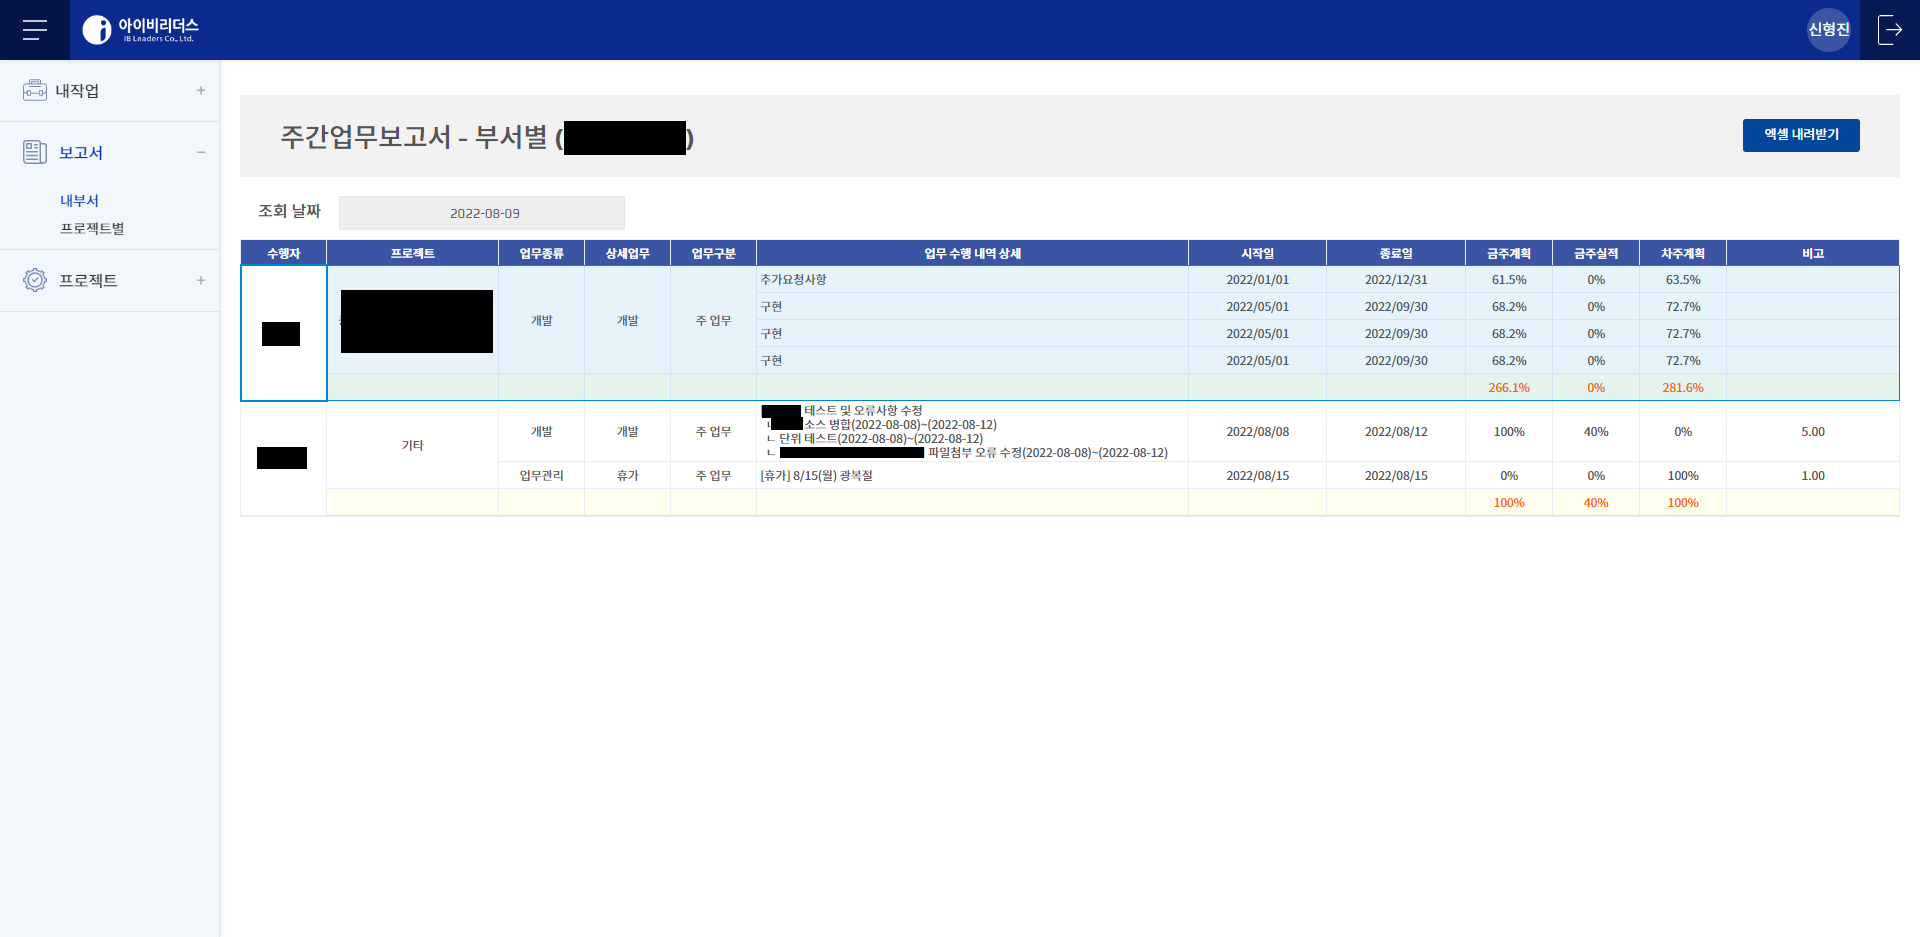 아이비리더스
IB Leaders Co., Ltd.
신형진
내작업 +
보고서 −
내부서
프로젝트별
프로젝트 +
주간업무보고서 - 부서별 ( )
엑셀 내려받기
조회 날짜 2022-08-09
수행자 프로젝트 업무종류 상세업무 업무구분 업무 수행 내역 상세 시작일 종료일 금주계획 금주실적 차주계획 비고
개발 개발 주 업무
추가요청사항 2022/01/01 2022/12/31 61.5% 0% 63.5%
구현 2022/05/01 2022/09/30 68.2% 0% 72.7%
구현 2022/05/01 2022/09/30 68.2% 0% 72.7%
구현 2022/05/01 2022/09/30 68.2% 0% 72.7%
266.1% 0% 281.6%
기타
개발 개발 주 업무
테스트 및 오류사항 수정
ㄴ 소스 병합(2022-08-08)~(2022-08-12)
ㄴ 단위 테스트(2022-08-08)~(2022-08-12)
ㄴ 파일첨부 오류 수정(2022-08-08)~(2022-08-12)
2022/08/08 2022/08/12 100% 40% 0% 5.00
업무관리 휴가 주 업무 [휴가] 8/15(월) 광복절 2022/08/15 2022/08/15 0% 0% 100% 1.00
100% 40% 100%